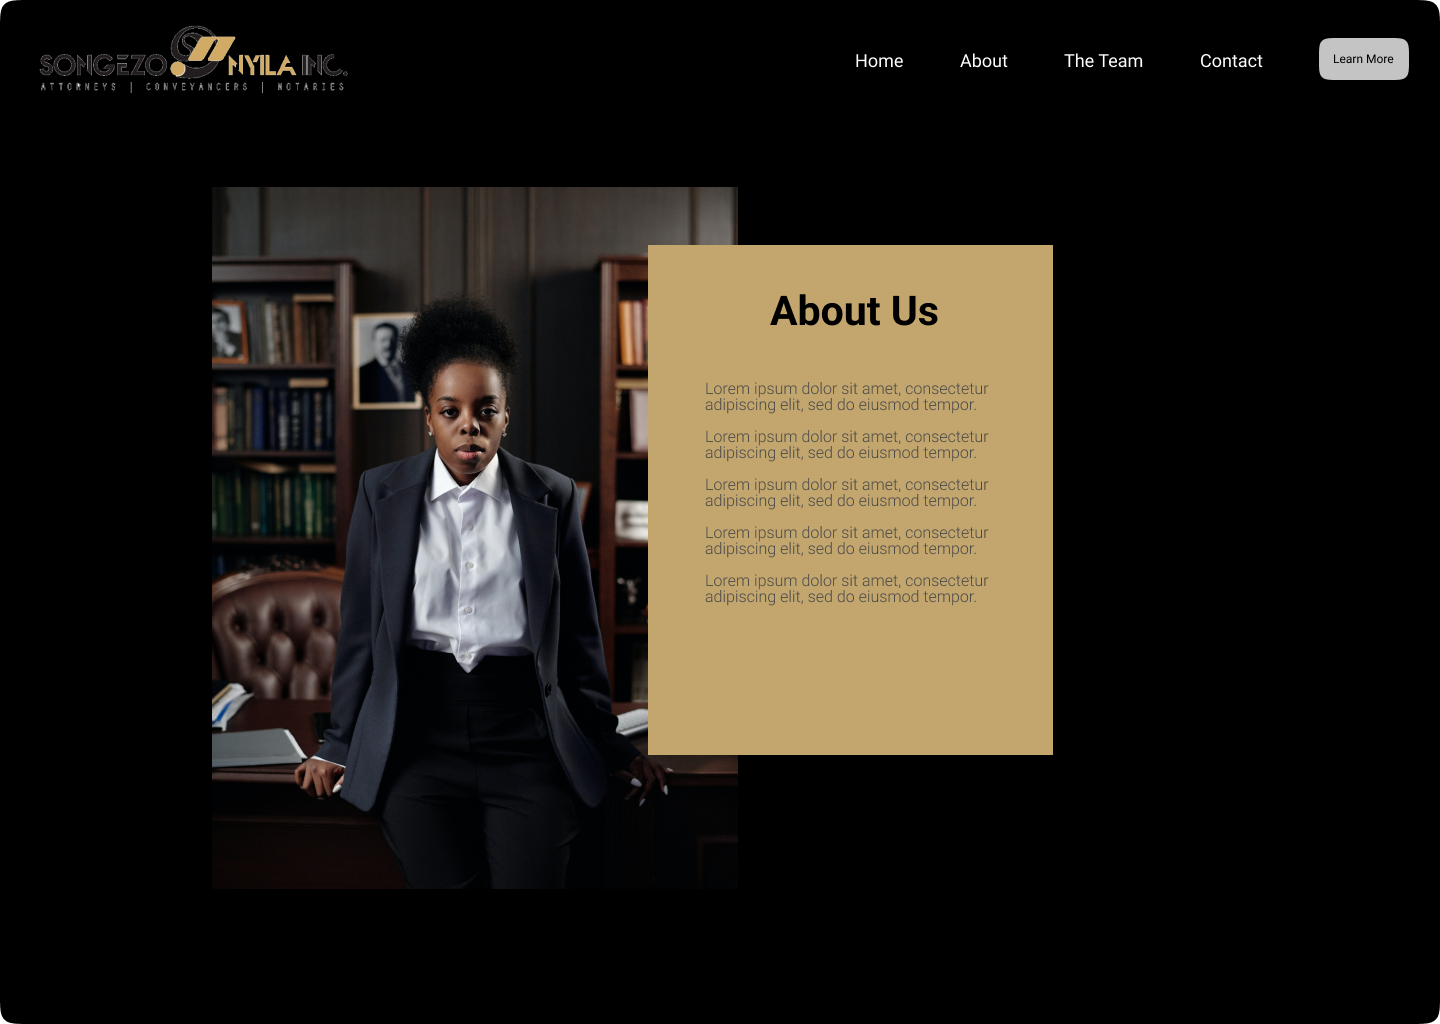 SONGEZO NYILA INC.
ATTORNEYS | CONVEYANCERS | NOTARIES
Home
About
The Team
Contact
Learn More
About Us
Lorem ipsum dolor sit amet, consectetur
adipiscing elit, sed do eiusmod tempor.
Lorem ipsum dolor sit amet, consectetur
adipiscing elit, sed do eiusmod tempor.
Lorem ipsum dolor sit amet, consectetur
adipiscing elit, sed do eiusmod tempor.
Lorem ipsum dolor sit amet, consectetur
adipiscing elit, sed do eiusmod tempor.
Lorem ipsum dolor sit amet, consectetur
adipiscing elit, sed do eiusmod tempor.